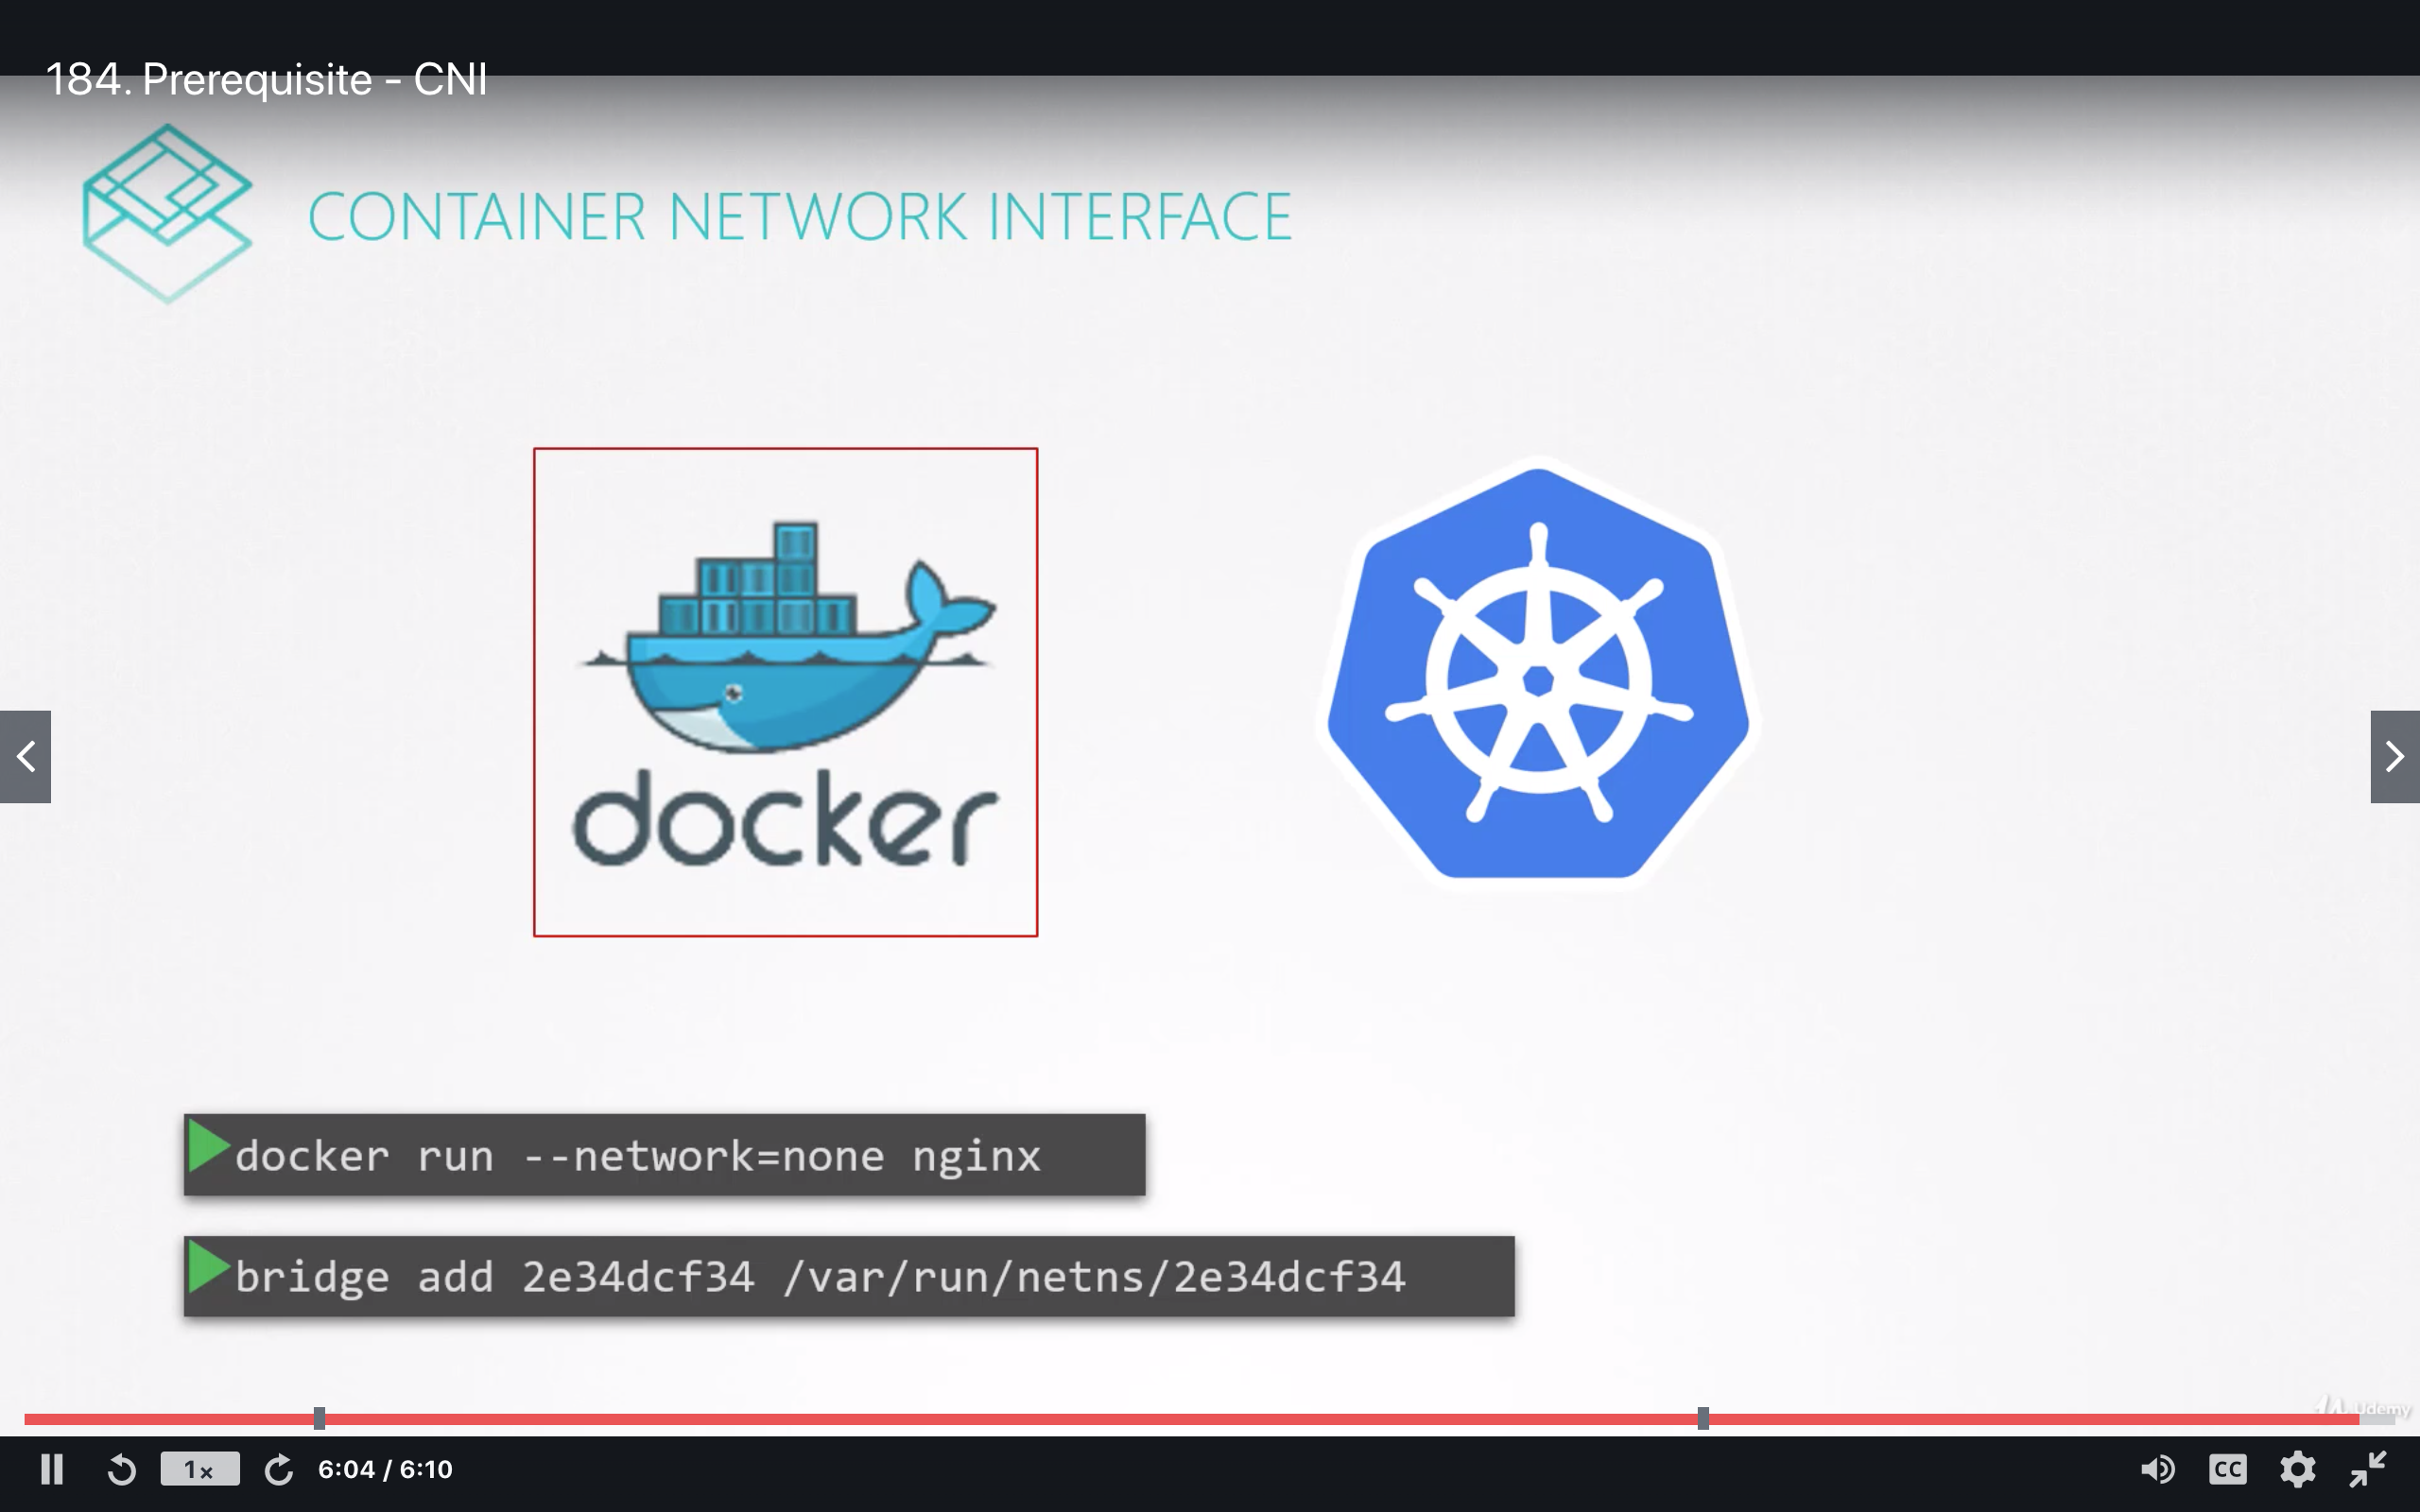 184. Prerequisite - CNI
CONTAINER NETWORK INTERFACE
docker
docker run --network=none nginx
bridge add 2e34dcf34 /var/run/netns/2e34dcf34
Udemy
1x
6:04 / 6:10
CC